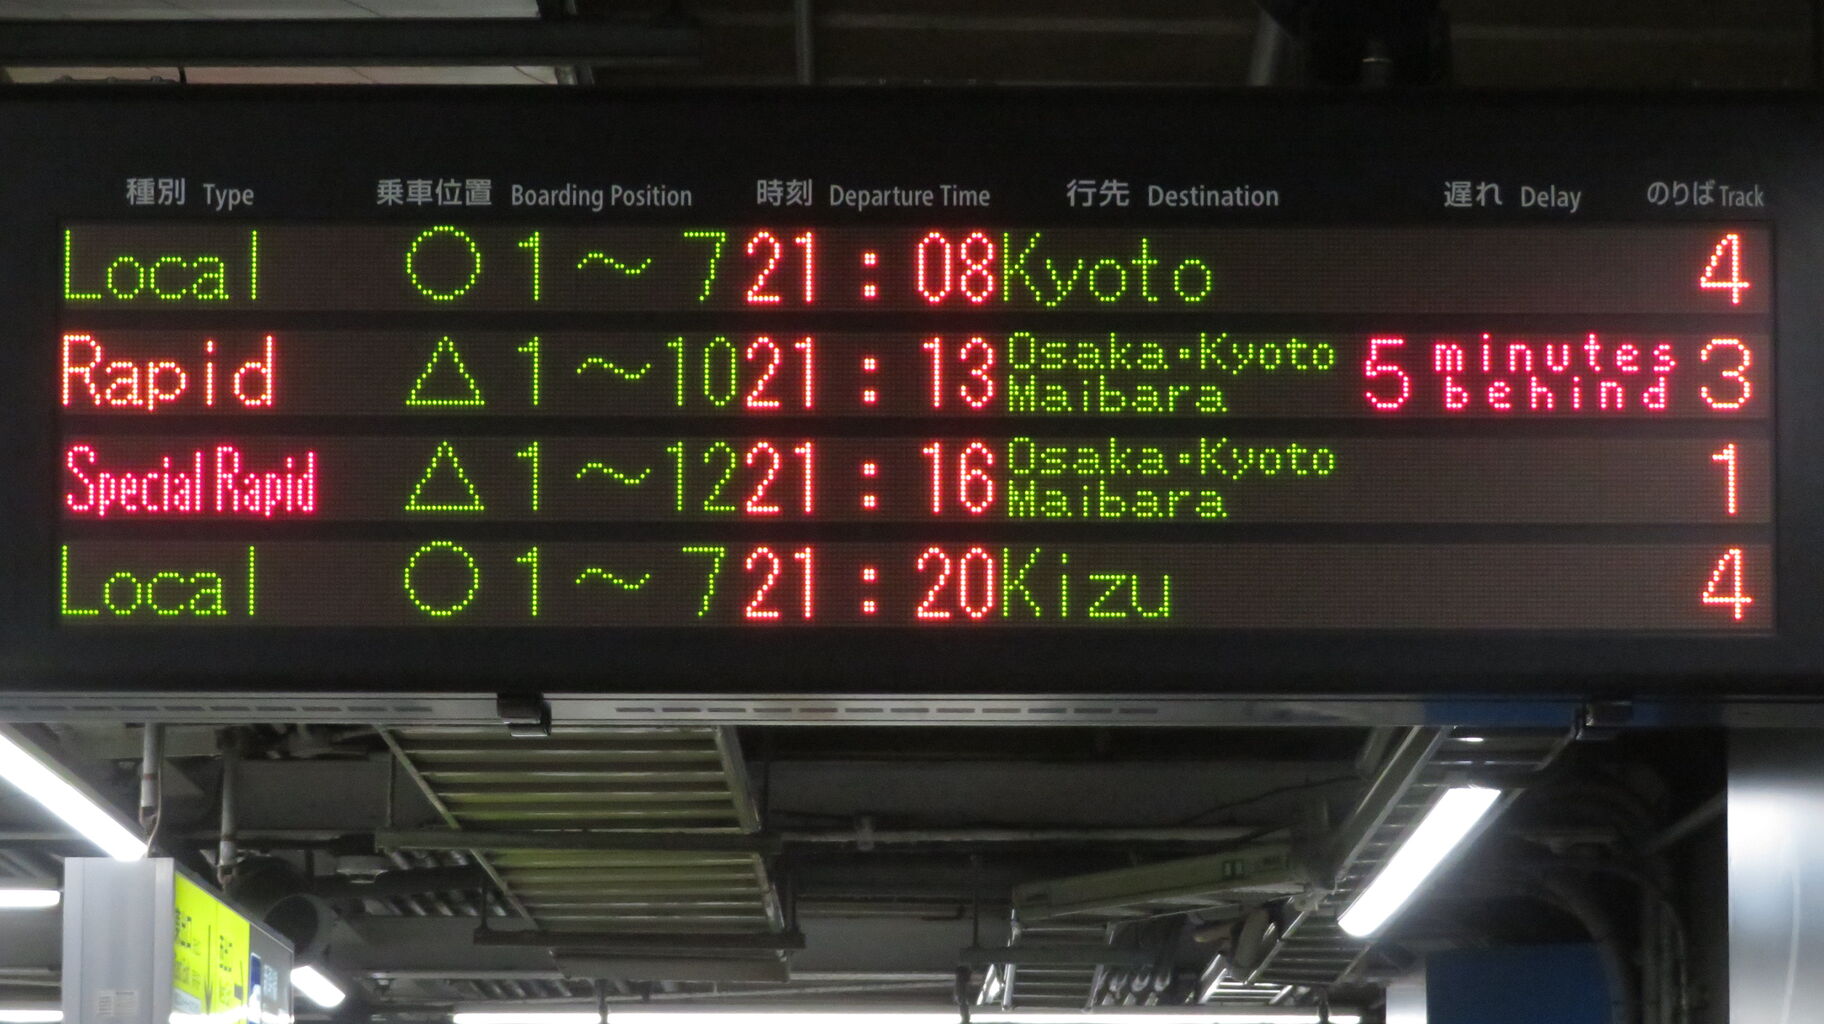 種別 Type 乗車位置 Boarding Position 時刻 Departure Time 行先 Destination 遅れ Delay のりば Track
Local ○ 1～7 21:08 Kyoto 4
Rapid △ 1～10 21:13 Osaka・Kyoto Maibara 5 minutes behind 3
Special Rapid △ 1～12 21:16 Osaka・Kyoto Maibara 1
Local ○ 1～7 21:20 Kizu 4